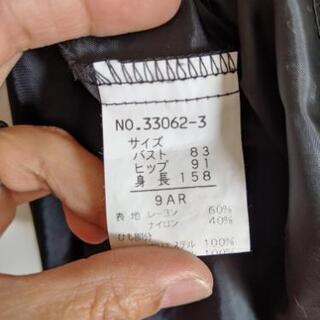 NO.33062-3
サイズ
バスト 83
ヒップ 91
身長 158
9AR
表地 レーヨン 60%
ナイロン 40%
ひも部分
ステル 100%
100%